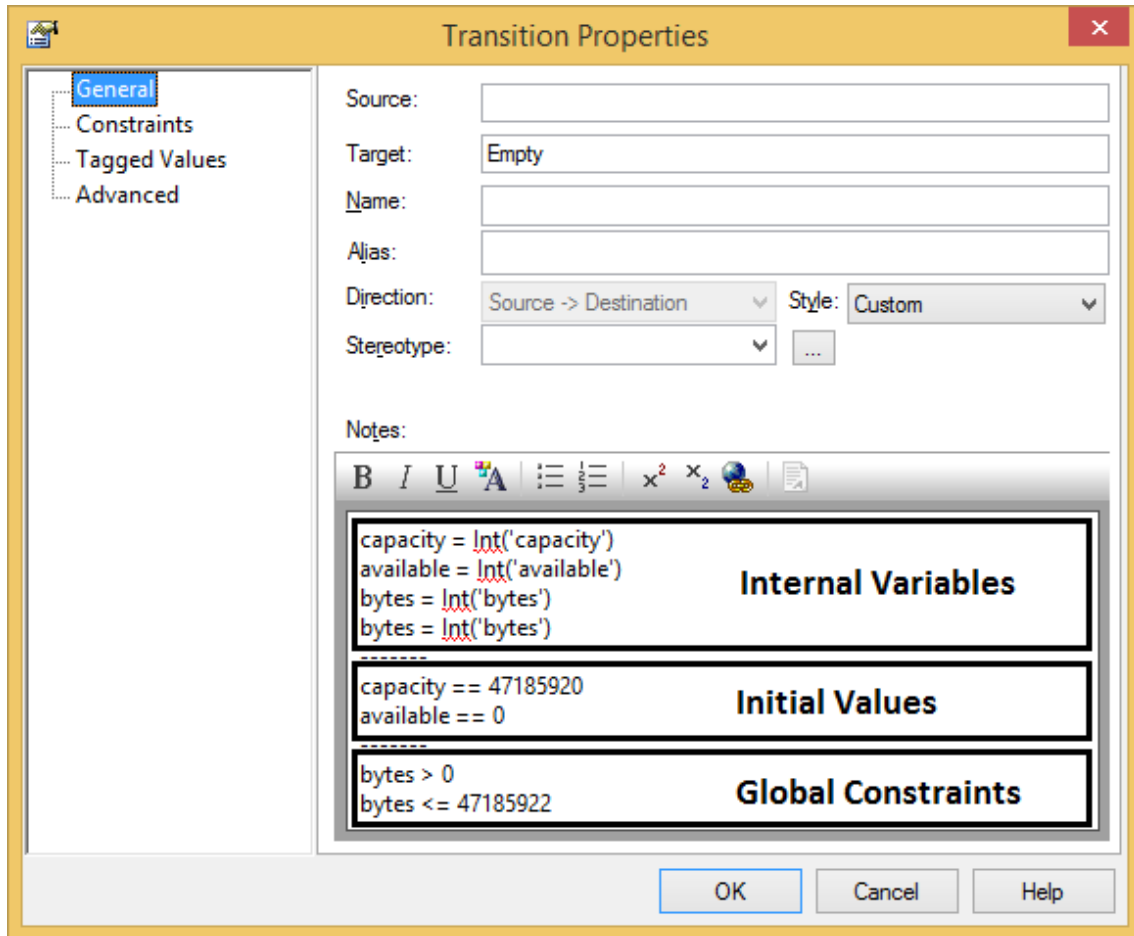 Transition Properties
General
Constraints
Tagged Values
Advanced
Source:
Target: Empty
Name:
Alias:
Direction: Source -> Destination Style: Custom
Stereotype: ...
Notes:
B I U A x² x₂
capacity = Int('capacity')
available = Int('available')
bytes = Int('bytes')
bytes = Int('bytes')
Internal Variables
-------
capacity == 47185920
available == 0
Initial Values
-------
bytes > 0
bytes <= 47185922
Global Constraints
OK Cancel Help